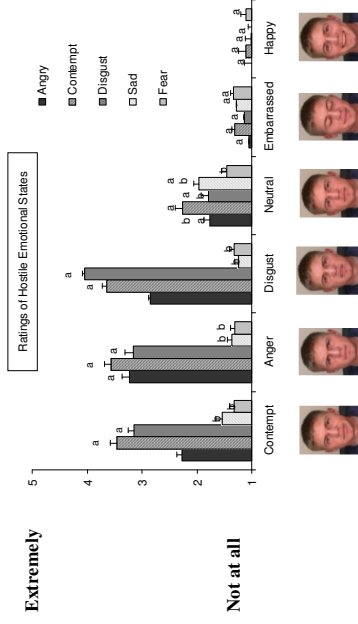 Ratings of Hostile Emotional States
Extremely
Not at all
5
4
3
2
1
Angry
Contempt
Disgust
Sad
Fear
a
a
b
b
a
a
a
b
b
a
a
b
b
b
a
a
b
a
b
a
a
a
a
a
a
a
a
a
a
Contempt
Anger
Disgust
Neutral
Embarrassed
Happy